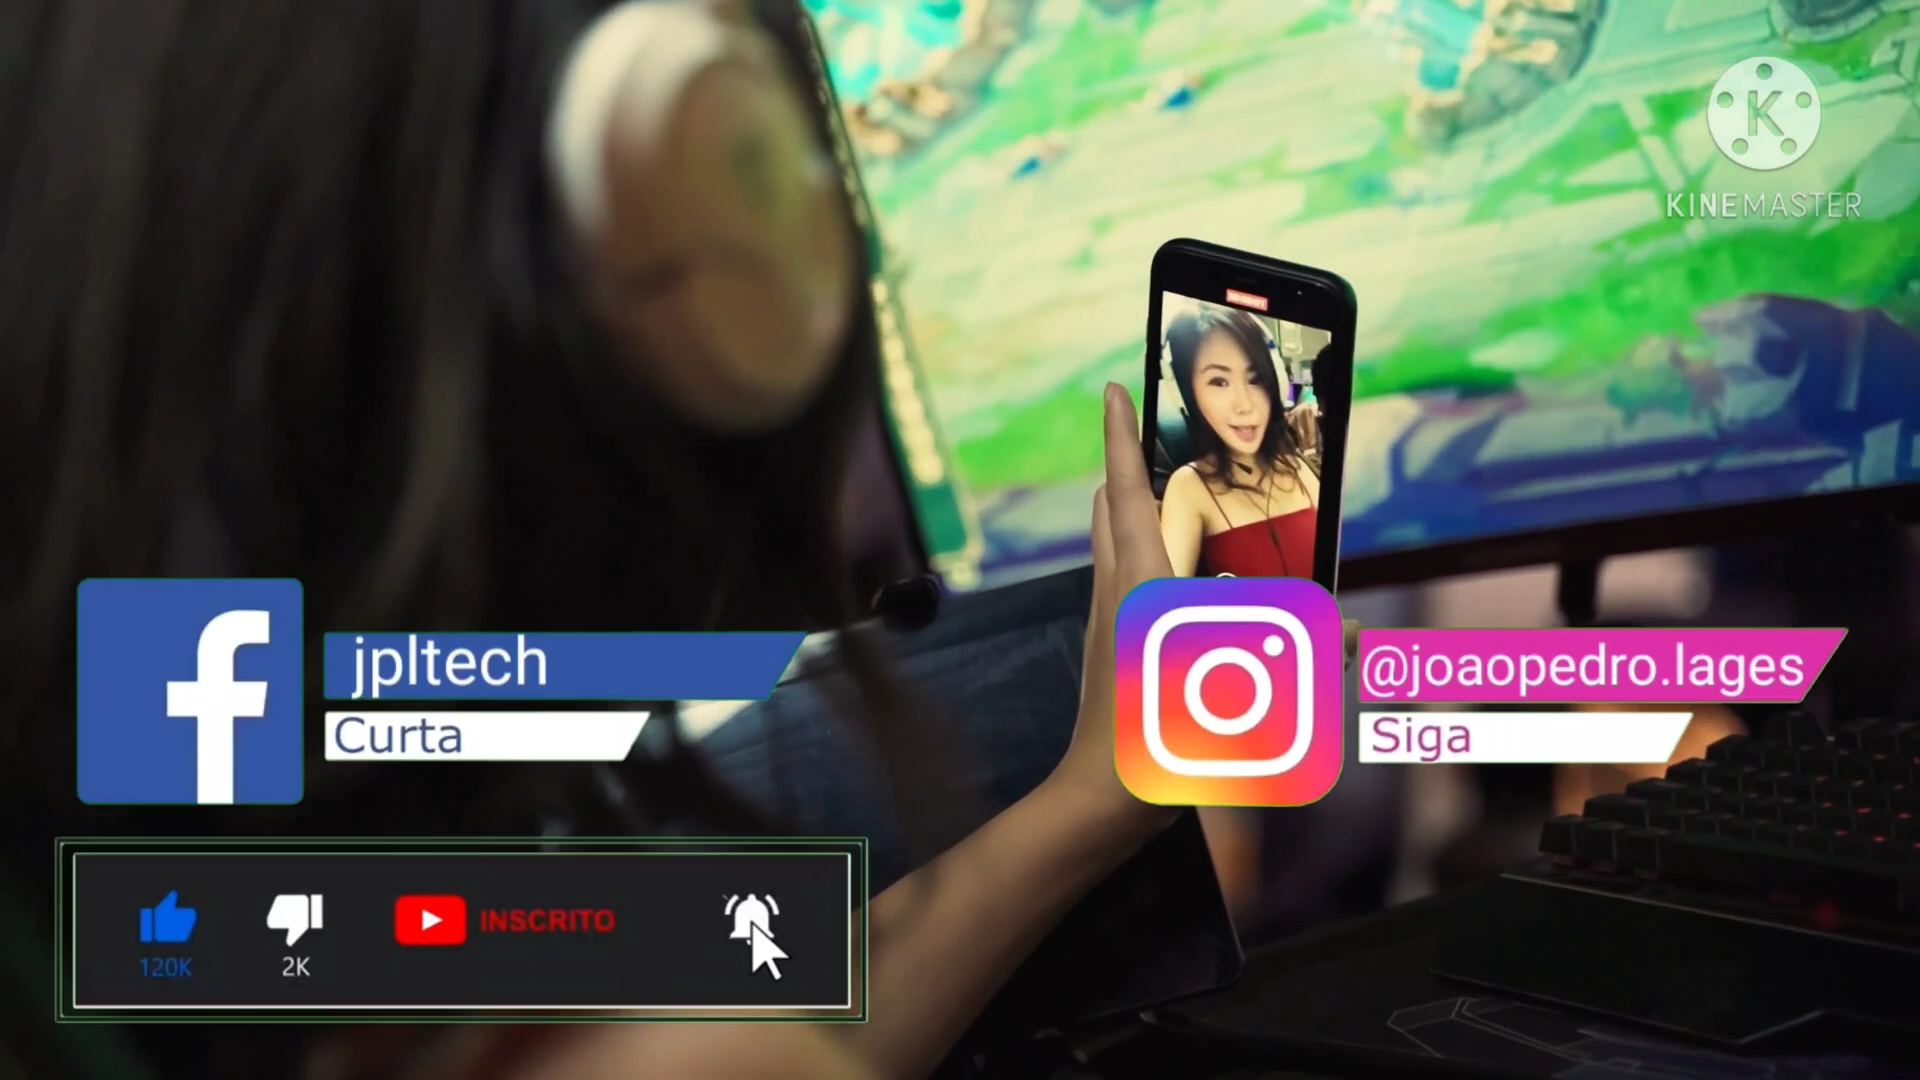 KINEMASTER
jpltech
Curta
@joaopedro.lages
Siga
120K
2K
INSCRITO